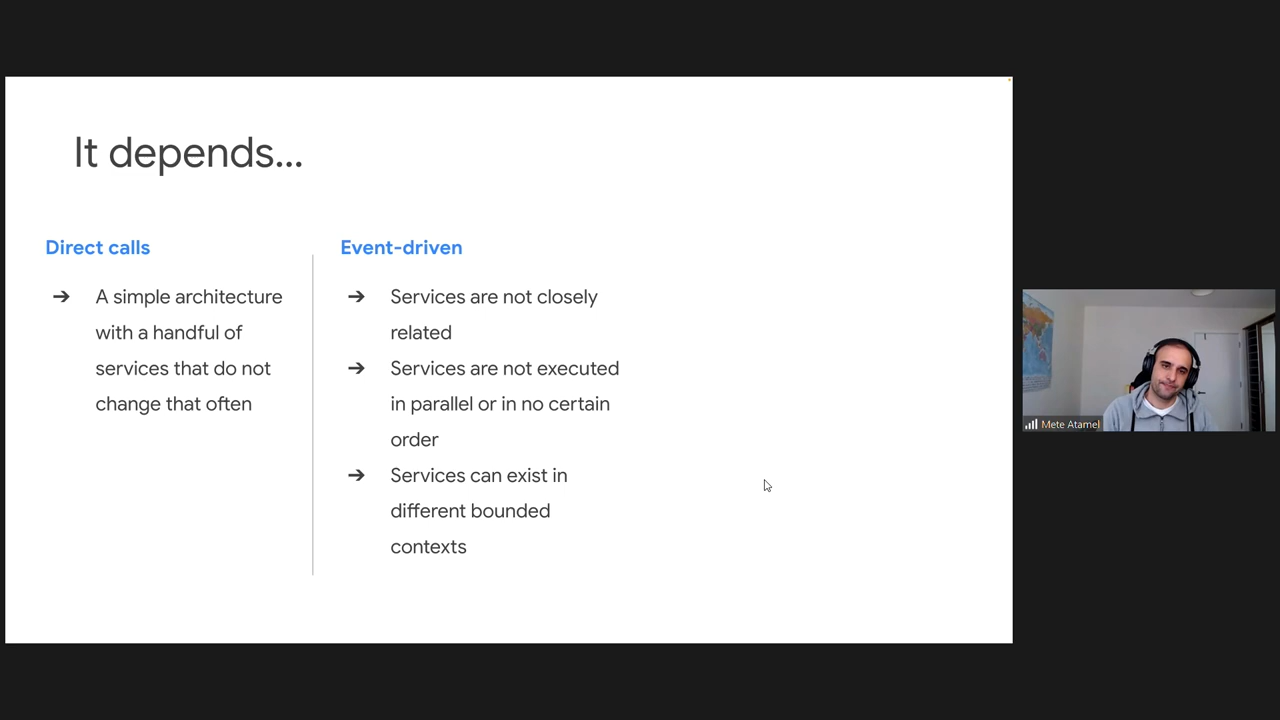 It depends...
Direct calls
➔ A simple architecture
with a handful of
services that do not
change that often
Event-driven
➔ Services are not closely
related
➔ Services are not executed
in parallel or in no certain
order
➔ Services can exist in
different bounded
contexts
Mete Atamel